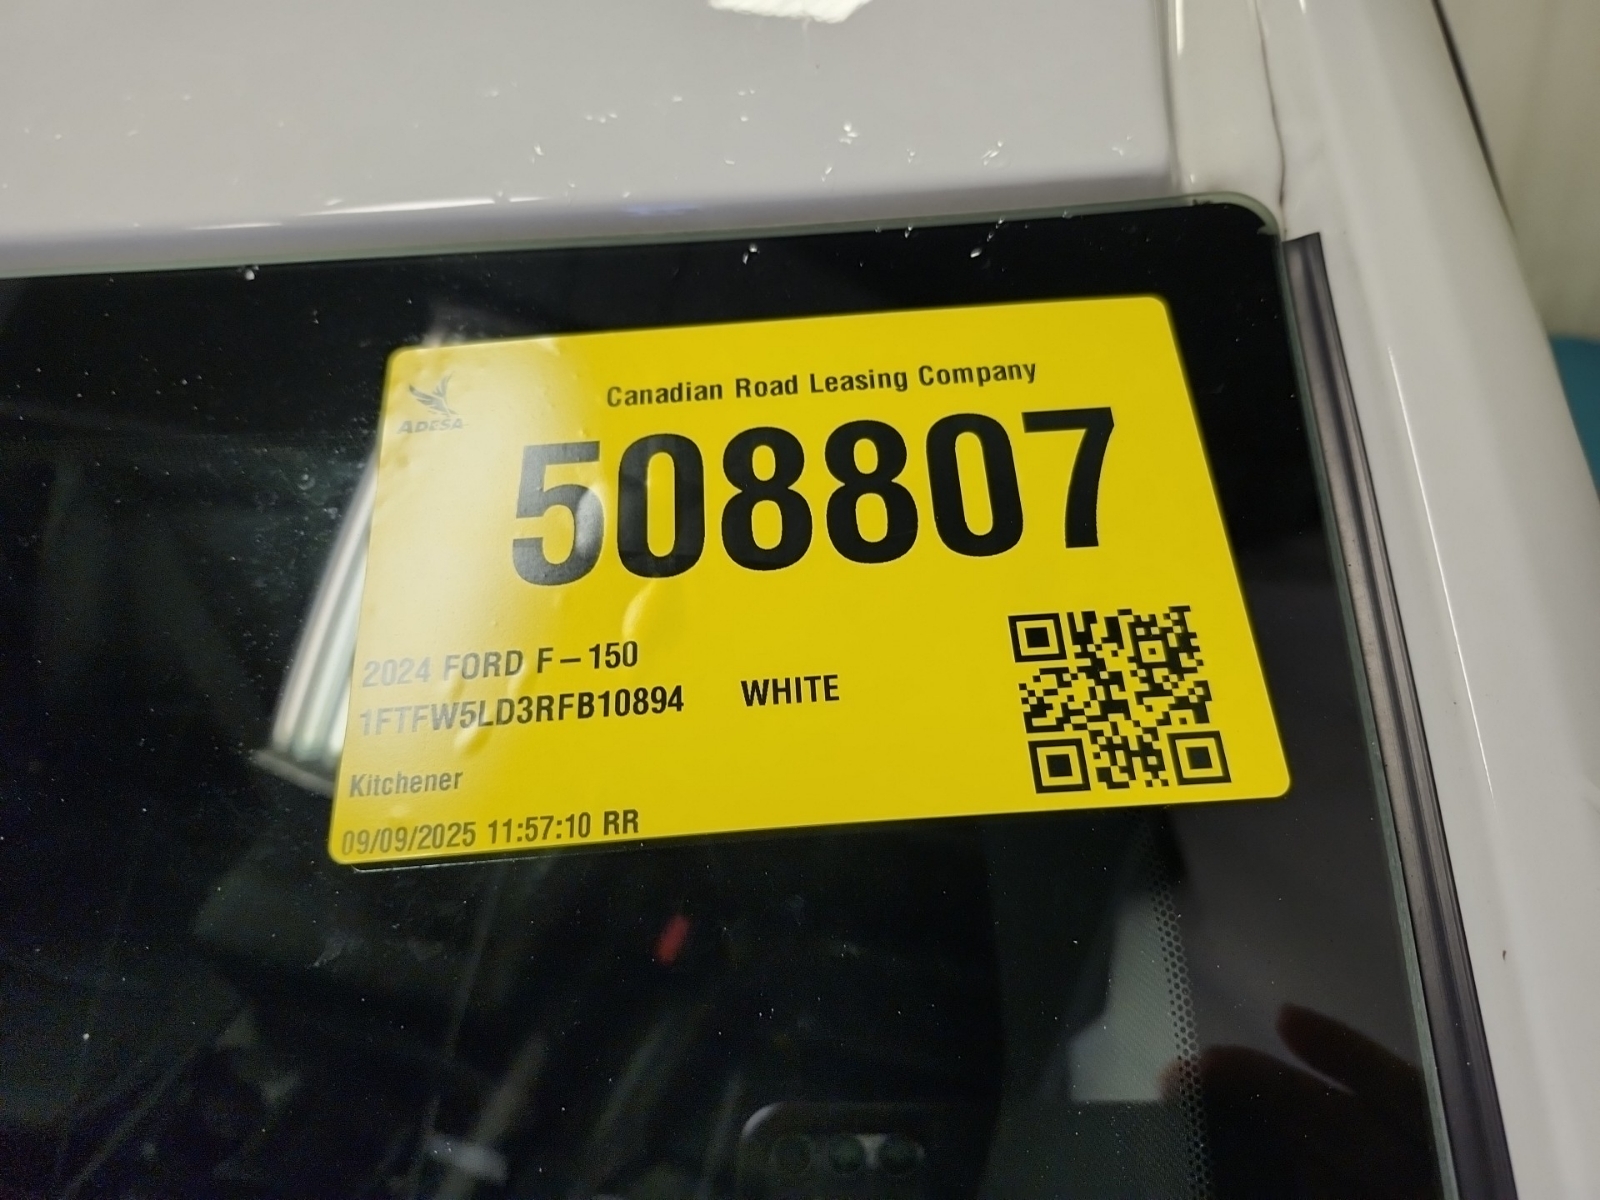 ADESA
Canadian Road Leasing Company
508807
2024 FORD F-150
1FTFW5LD3RFB10894 WHITE
Kitchener
09/09/2025 11:57:10 RR